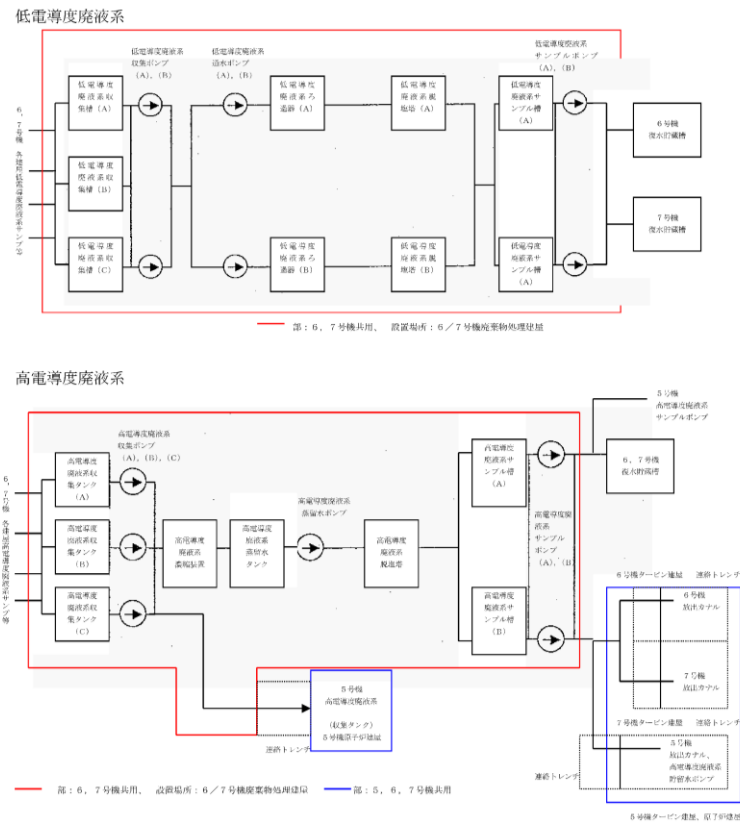 低電導度廃液系
低電導度廃液系
収集ポンプ
(A)，(B)
低電導度廃液系
(A)，(B)
低電導度廃液系
サンプルポンプ
(A)，(B)
低電導度
廃液系収
集槽（A）
低電導度
廃液系ろ
過器（A）
低電導度
廃液系脱
塩塔（A）
低電導度
廃液系サ
ンプル槽
（A）
6号機
復水貯蔵槽
6，7号機　各建屋低電導度廃液系サンプ等
低電導度
廃液系収
集槽（B）
7号機
復水貯蔵槽
低電導度
廃液系収
集槽（C）
低電導度
廃液系ろ
過器（B）
低電導度
廃液系脱
塩塔（B）
低電導度
廃液系サ
ンプル槽
（A）
部：6，7号機共用、　設置場所：6／7号機廃棄物処理建屋
高電導度廃液系
5号機
高電導度廃液系
サンプルポンプ
高電導度廃液系
収集ポンプ
(A)，(B)，(C)
高電導度
廃液系収
集タンク
（A）
高電導度
廃液系サ
ンプル槽
（A）
6，7号機
復水貯蔵槽
6，7号機　各建屋高電導度廃液系サンプ等
高電導度廃液系
蒸留水ポンプ
高電導度
廃液系収
集タンク
（B）
高電導度
廃液系
濃縮装置
高電導度
廃液系
蒸留水
タンク
高電導度
廃液系
脱塩塔
高電導度廃
液系
サンプル
ポンプ
(A)，(B)
高電導度
廃液系収
集タンク
（C）
高電導度
廃液系サ
ンプル槽
（B）
6号機タービン建屋　連絡トレンチ
6号機
放出カナル
7号機
放出カナル
5号機
高電導度廃液系
（収集タンク）
5号機原子炉建屋
連絡トレンチ
7号機タービン建屋　連絡トレンチ
5号機
放出カナル、
高電導度廃液系
貯留水ポンプ
連絡トレンチ
部：6，7号機共用、　設置場所：6／7号機廃棄物処理建屋
部：5，6，7号機共用
5号機タービン建屋、原子炉建屋